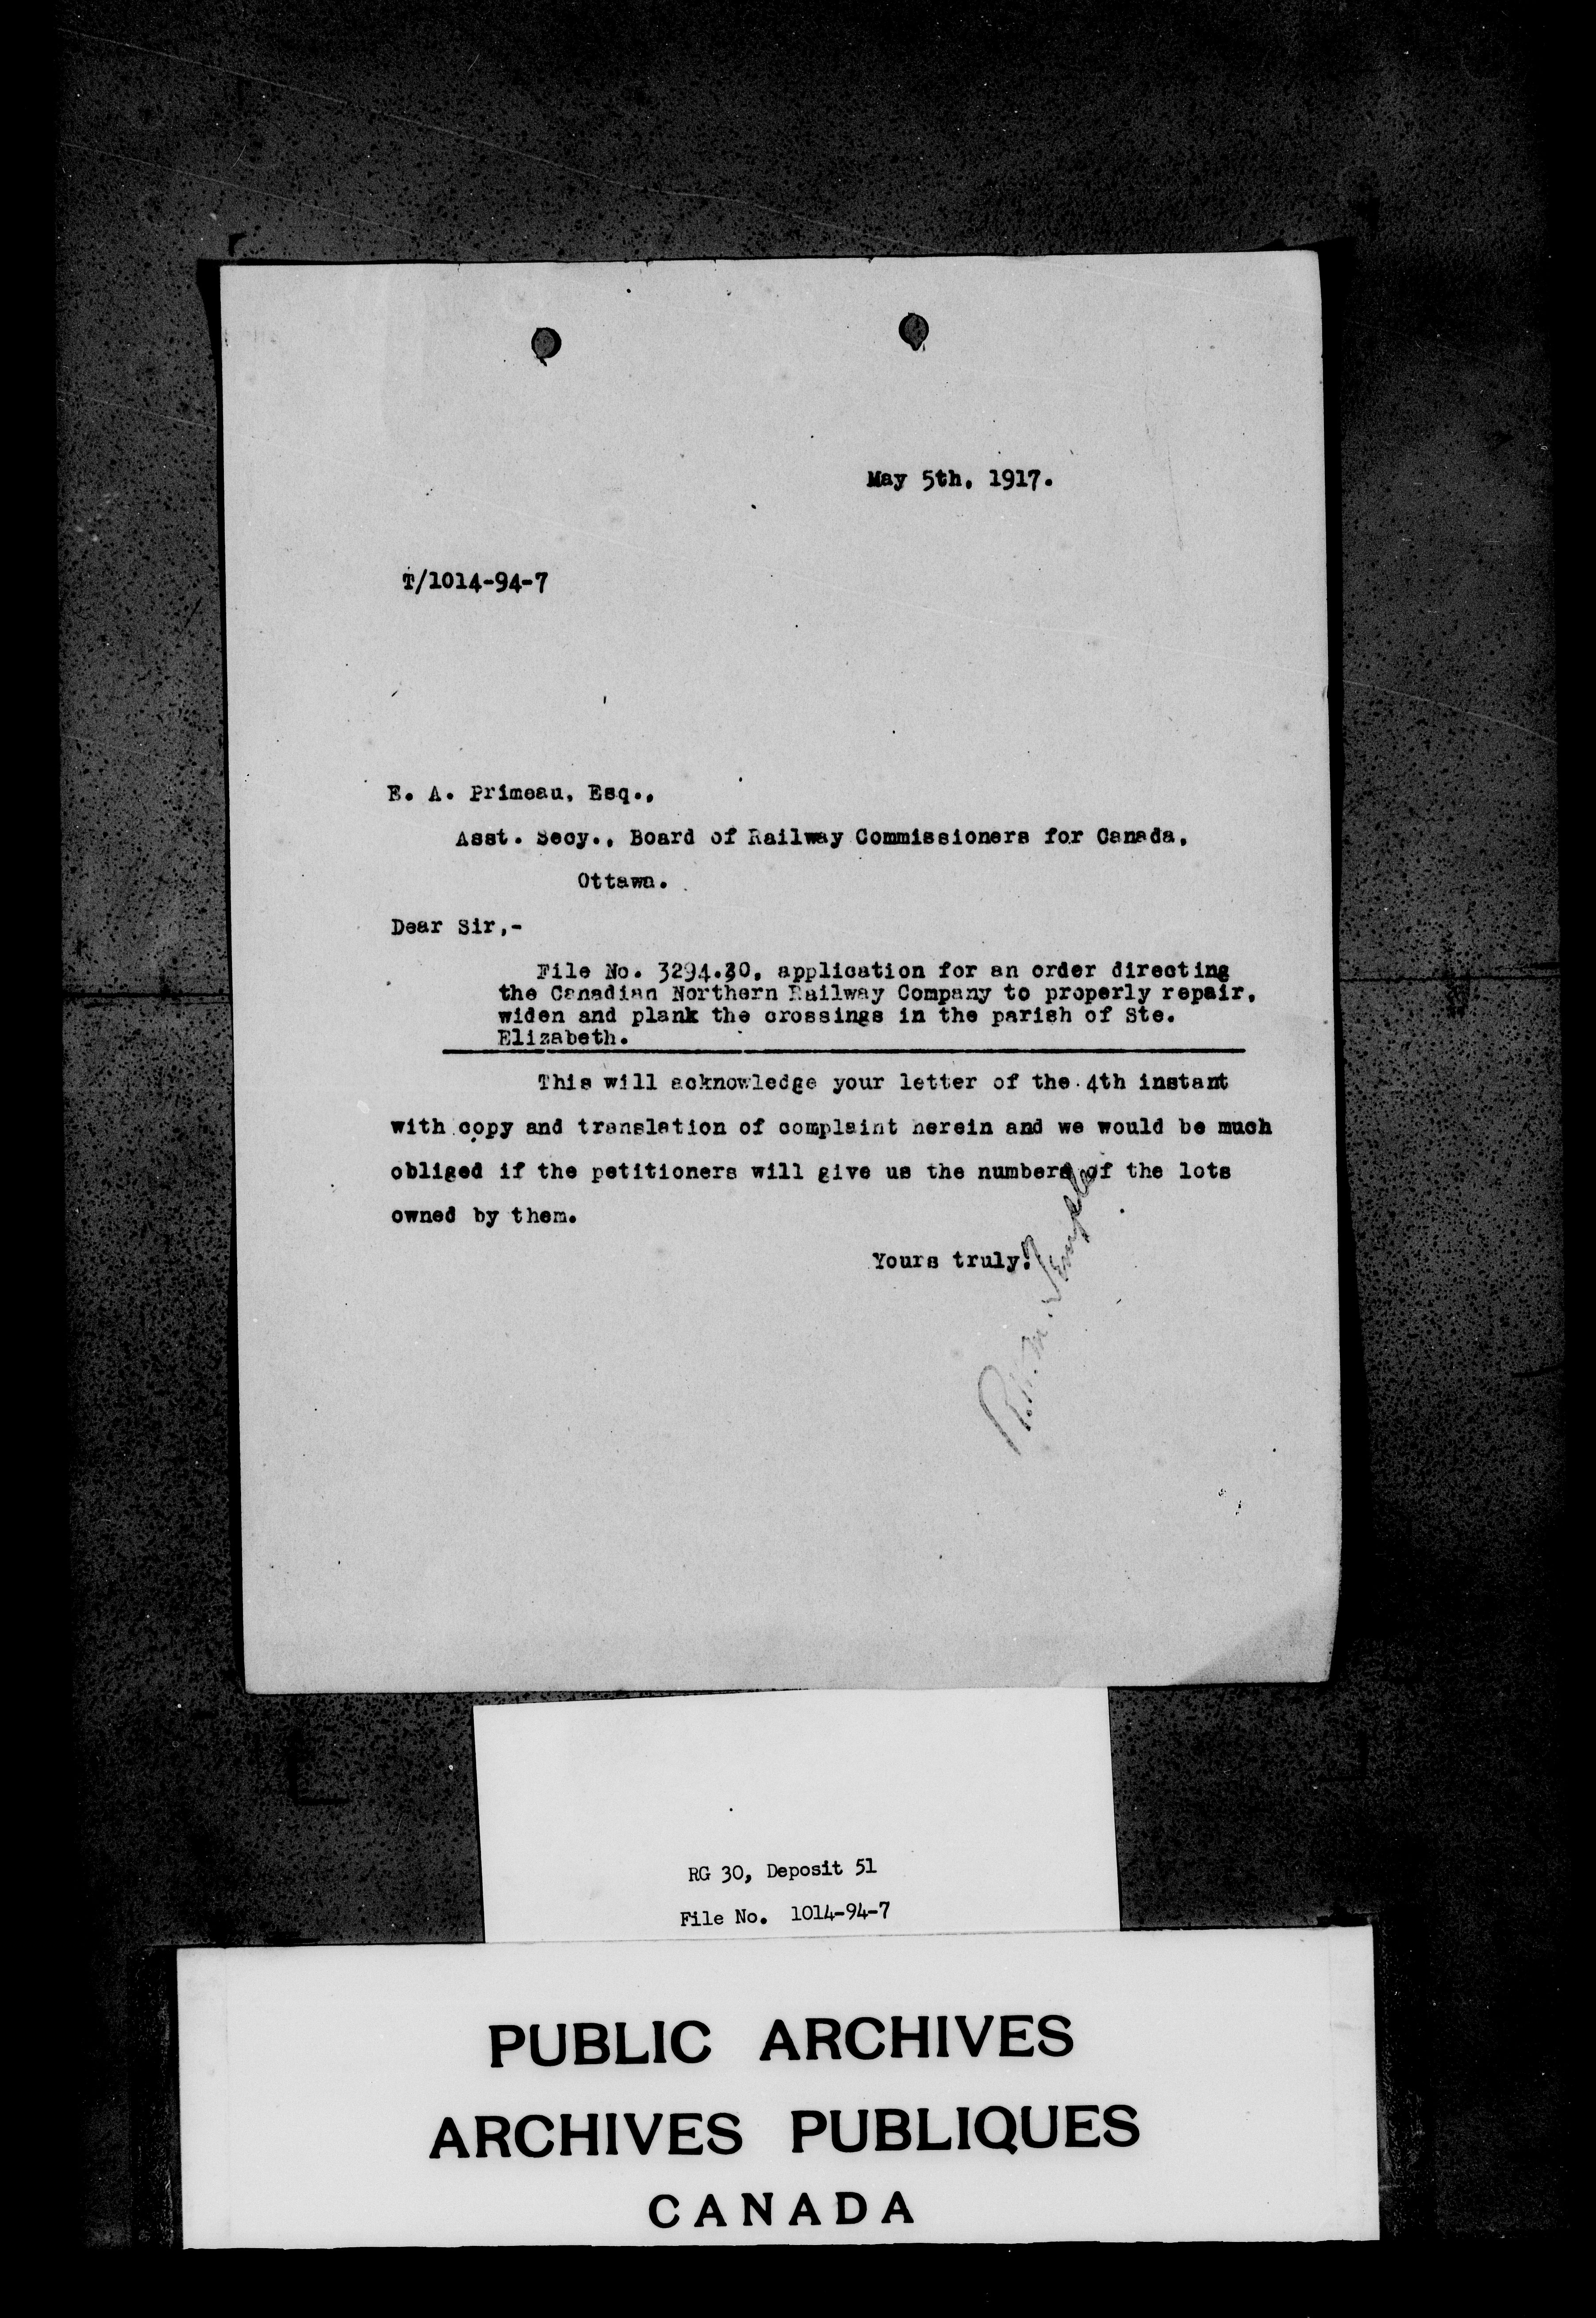 May 5th, 1917.
T/1014-94-7
E. A. Primeau, Esq.,
Asst. Secy., Board of Railway Commissioners for Canada,
Ottawa.
Dear Sir,-
File No. 3294.30, application for an order directing
the Canadian Northern Railway Company to properly repair,
widen and plank the crossings in the parish of Ste.
Elizabeth.
This will acknowledge your letter of the 4th instant
with copy and translation of complaint herein and we would be much
obliged if the petitioners will give us the numbers of the lots
owned by them.
Yours truly,
RG 30, Deposit 51
File No. 1014-94-7
PUBLIC ARCHIVES
ARCHIVES PUBLIQUES
CANADA